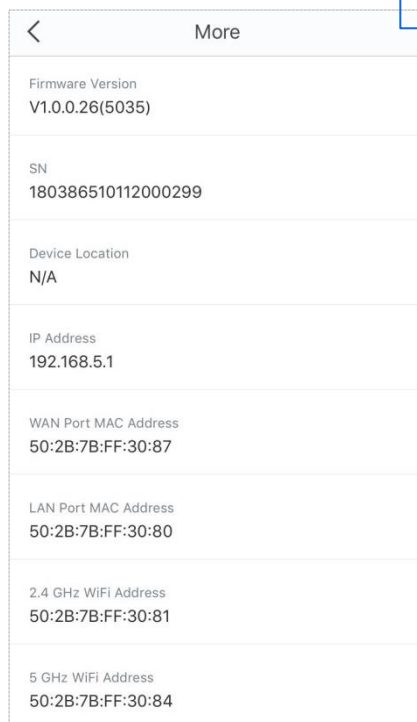 More
Firmware Version
V1.0.0.26(5035)
SN
180386510112000299
Device Location
N/A
IP Address
192.168.5.1
WAN Port MAC Address
50:2B:7B:FF:30:87
LAN Port MAC Address
50:2B:7B:FF:30:80
2.4 GHz WiFi Address
50:2B:7B:FF:30:81
5 GHz WiFi Address
50:2B:7B:FF:30:84